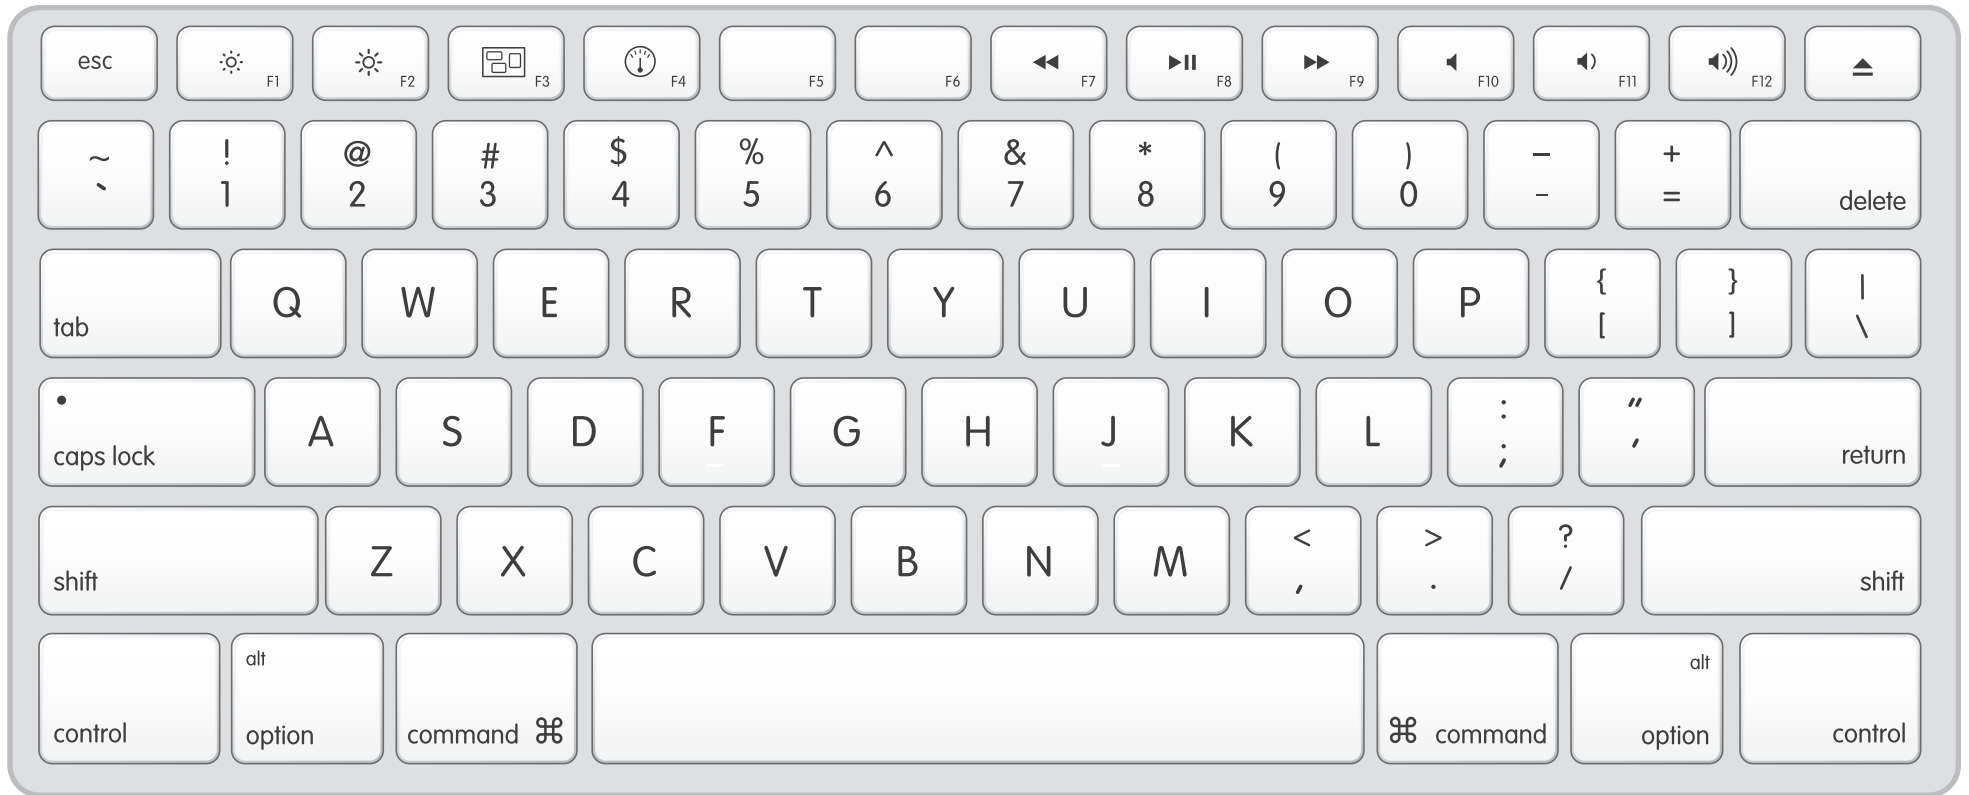 esc F1 F2 F3 F4 F5 F6 F7 F8 F9 F10 F11 F12
~ ! @ # $ % ^ & * ( ) — +
` 1 2 3 4 5 6 7 8 9 0 - = delete
tab Q W E R T Y U I O P { [ } ] | \
caps lock A S D F G H J K L : ; " ' return
shift Z X C V B N M < , > . ? / shift
alt alt
control option command ⌘ ⌘ command option control